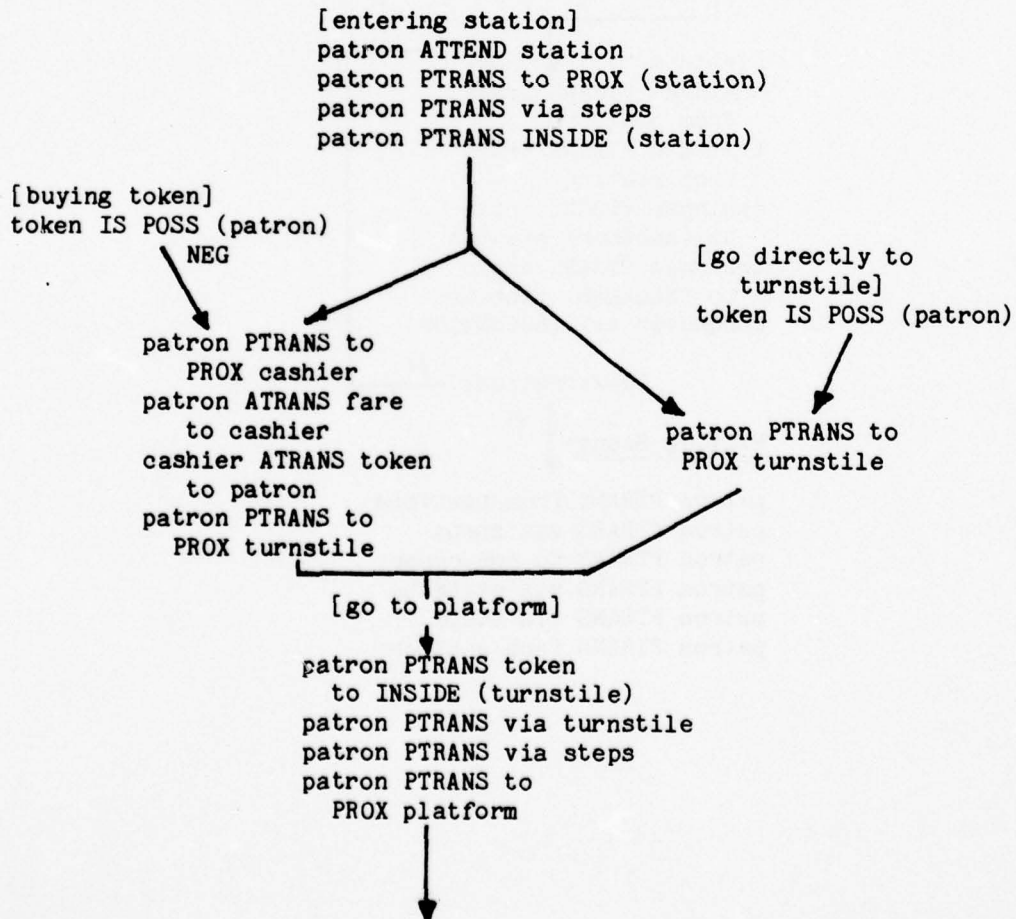 [entering station]
patron ATTEND station
patron PTRANS to PROX (station)
patron PTRANS via steps
patron PTRANS INSIDE (station)
[buying token]
token IS POSS (patron)
NEG
[go directly to
turnstile]
token IS POSS (patron)
patron PTRANS to
PROX cashier
patron ATRANS fare
to cashier
cashier ATRANS token
to patron
patron PTRANS to
PROX turnstile
patron PTRANS to
PROX turnstile
[go to platform]
patron PTRANS token
to INSIDE (turnstile)
patron PTRANS via turnstile
patron PTRANS via steps
patron PTRANS to
PROX platform